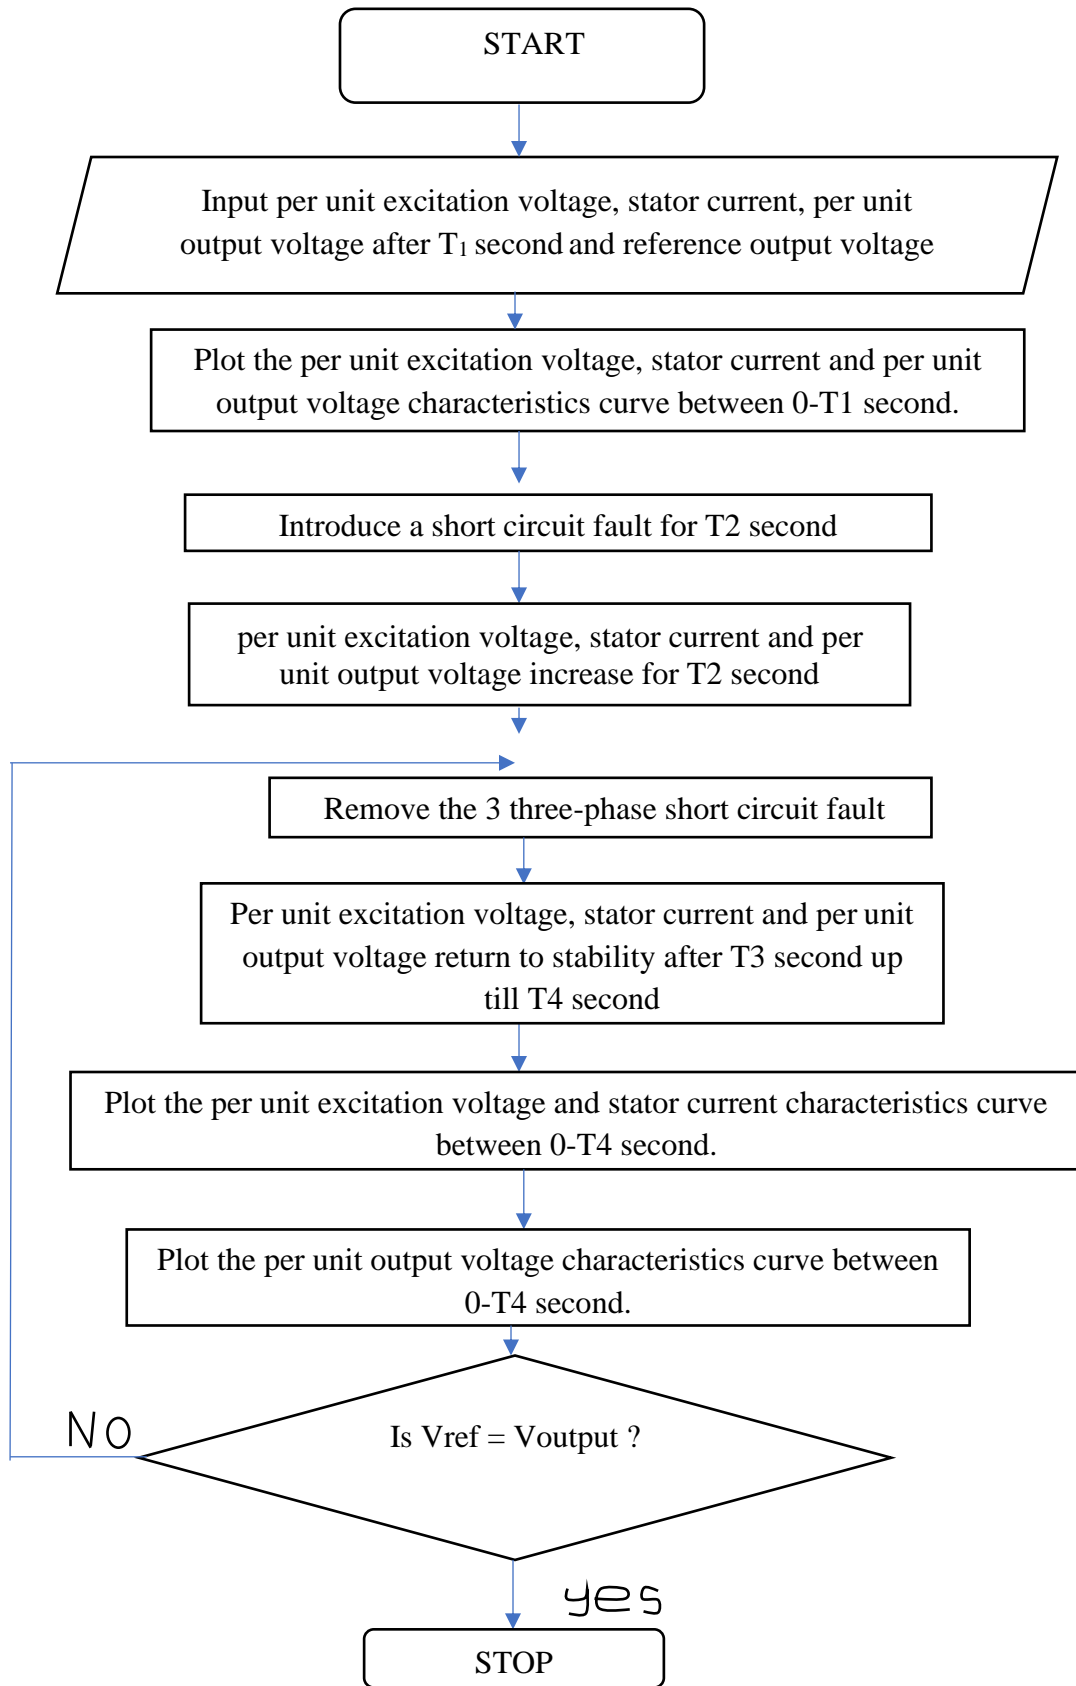 START
Input per unit excitation voltage, stator current, per unit
output voltage after T₁ second and reference output voltage
Plot the per unit excitation voltage, stator current and per unit
output voltage characteristics curve between 0-T1 second.
Introduce a short circuit fault for T2 second
per unit excitation voltage, stator current and per
unit output voltage increase for T2 second
Remove the 3 three-phase short circuit fault
Per unit excitation voltage, stator current and per unit
output voltage return to stability after T3 second up
till T4 second
Plot the per unit excitation voltage and stator current characteristics curve
between 0-T4 second.
Plot the per unit output voltage characteristics curve between
0-T4 second.
NO
Is Vref = Voutput ?
yes
STOP